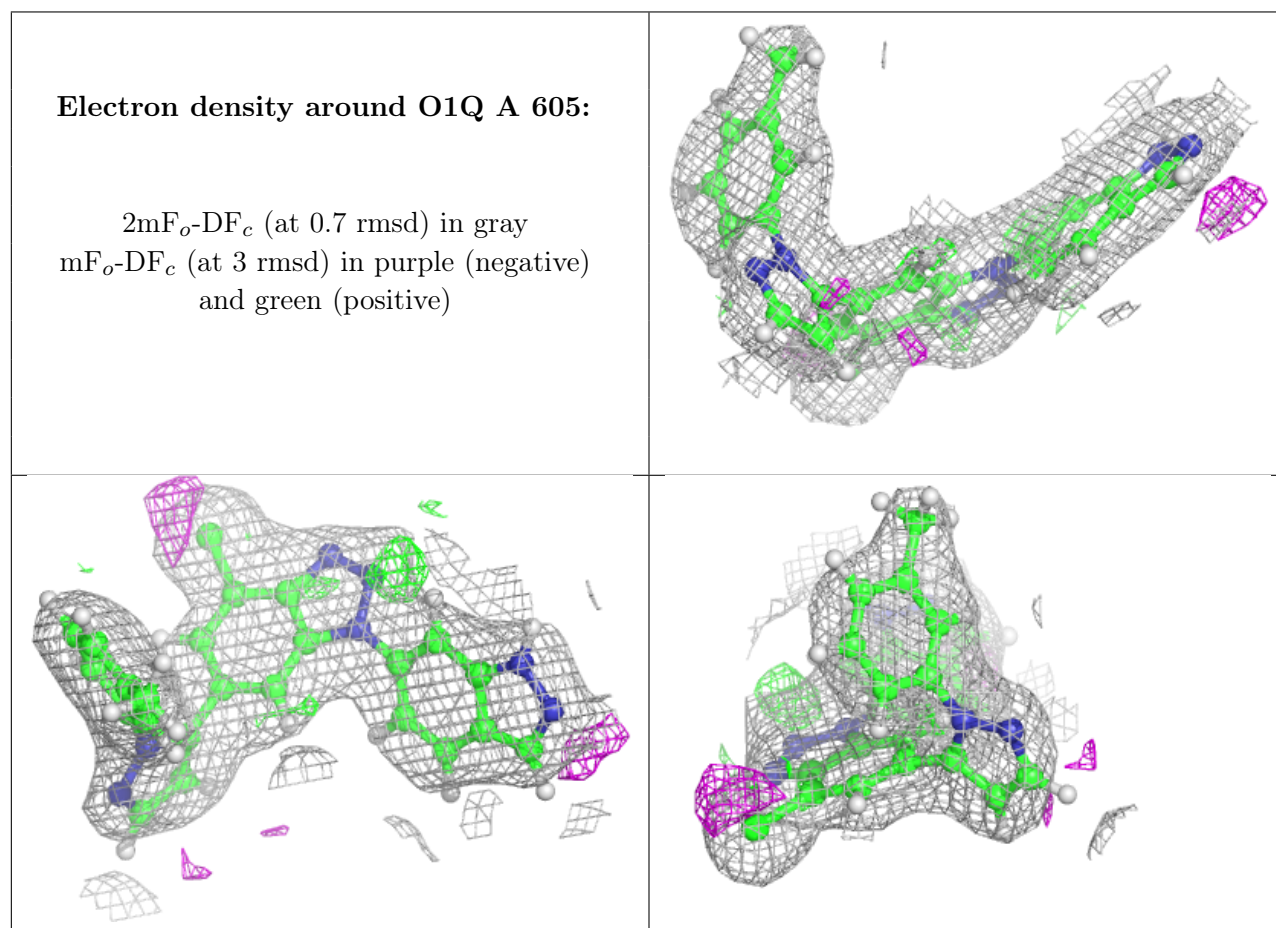 Electron density around O1Q A 605:
2mFo-DFc (at 0.7 rmsd) in gray
mFo-DFc (at 3 rmsd) in purple (negative)
and green (positive)